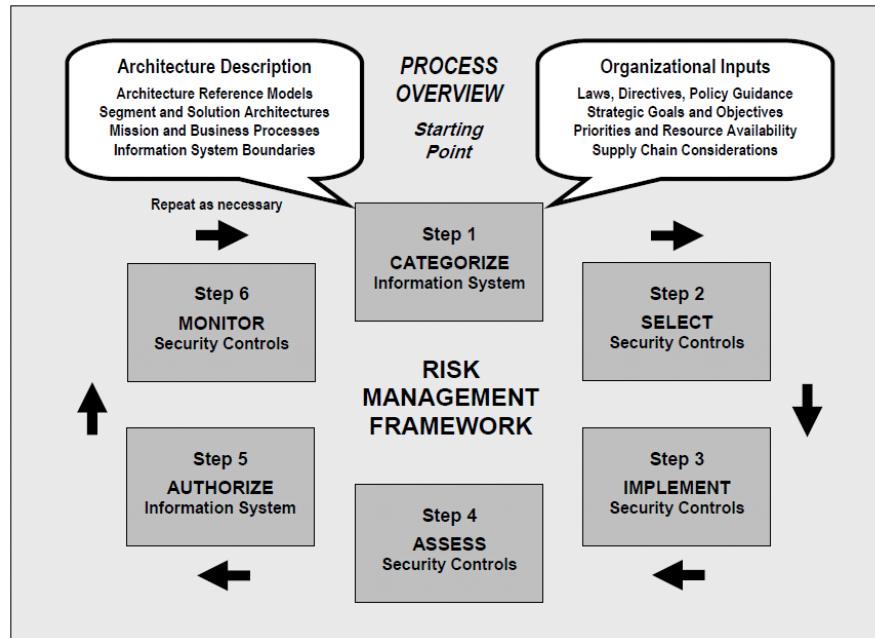 Architecture Description
Architecture Reference Models
Segment and Solution Architectures
Mission and Business Processes
Information System Boundaries
PROCESS
OVERVIEW
Starting
Point
Organizational Inputs
Laws, Directives, Policy Guidance
Strategic Goals and Objectives
Priorities and Resource Availability
Supply Chain Considerations
Repeat as necessary
Step 1
CATEGORIZE
Information System
Step 2
SELECT
Security Controls
Step 3
IMPLEMENT
Security Controls
Step 4
ASSESS
Security Controls
Step 5
AUTHORIZE
Information System
Step 6
MONITOR
Security Controls
RISK
MANAGEMENT
FRAMEWORK